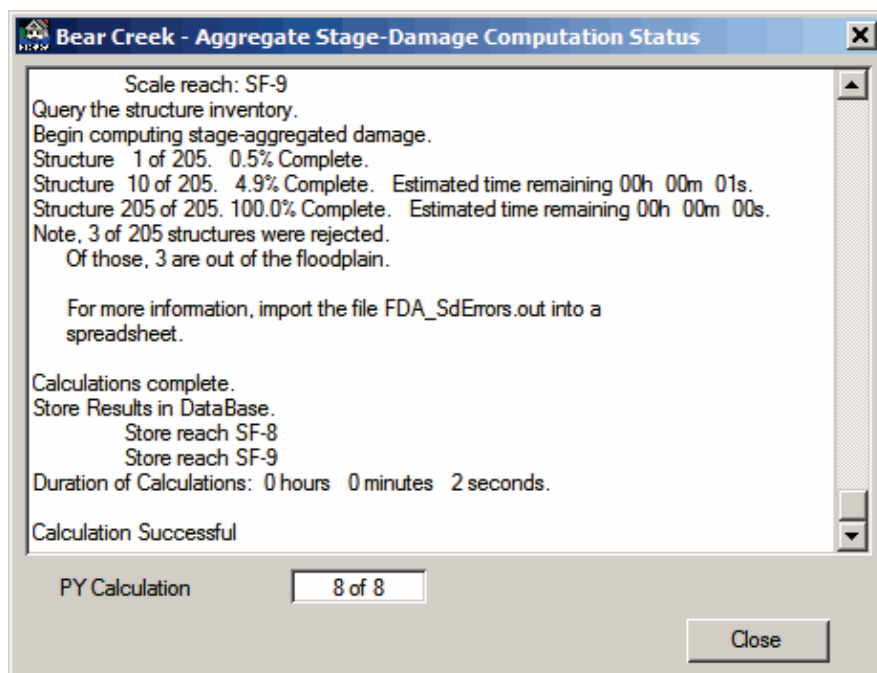 Bear Creek - Aggregate Stage-Damage Computation Status
Scale reach: SF-9
Query the structure inventory.
Begin computing stage-aggregated damage.
Structure 1 of 205. 0.5% Complete.
Structure 10 of 205. 4.9% Complete. Estimated time remaining 00h 00m 01s.
Structure 205 of 205. 100.0% Complete. Estimated time remaining 00h 00m 00s.
Note, 3 of 205 structures were rejected.
Of those, 3 are out of the floodplain.
For more information, import the file FDA_SdErrors.out into a
spreadsheet.
Calculations complete.
Store Results in DataBase.
Store reach SF-8
Store reach SF-9
Duration of Calculations: 0 hours 0 minutes 2 seconds.
Calculation Successful
PY Calculation 8 of 8
Close